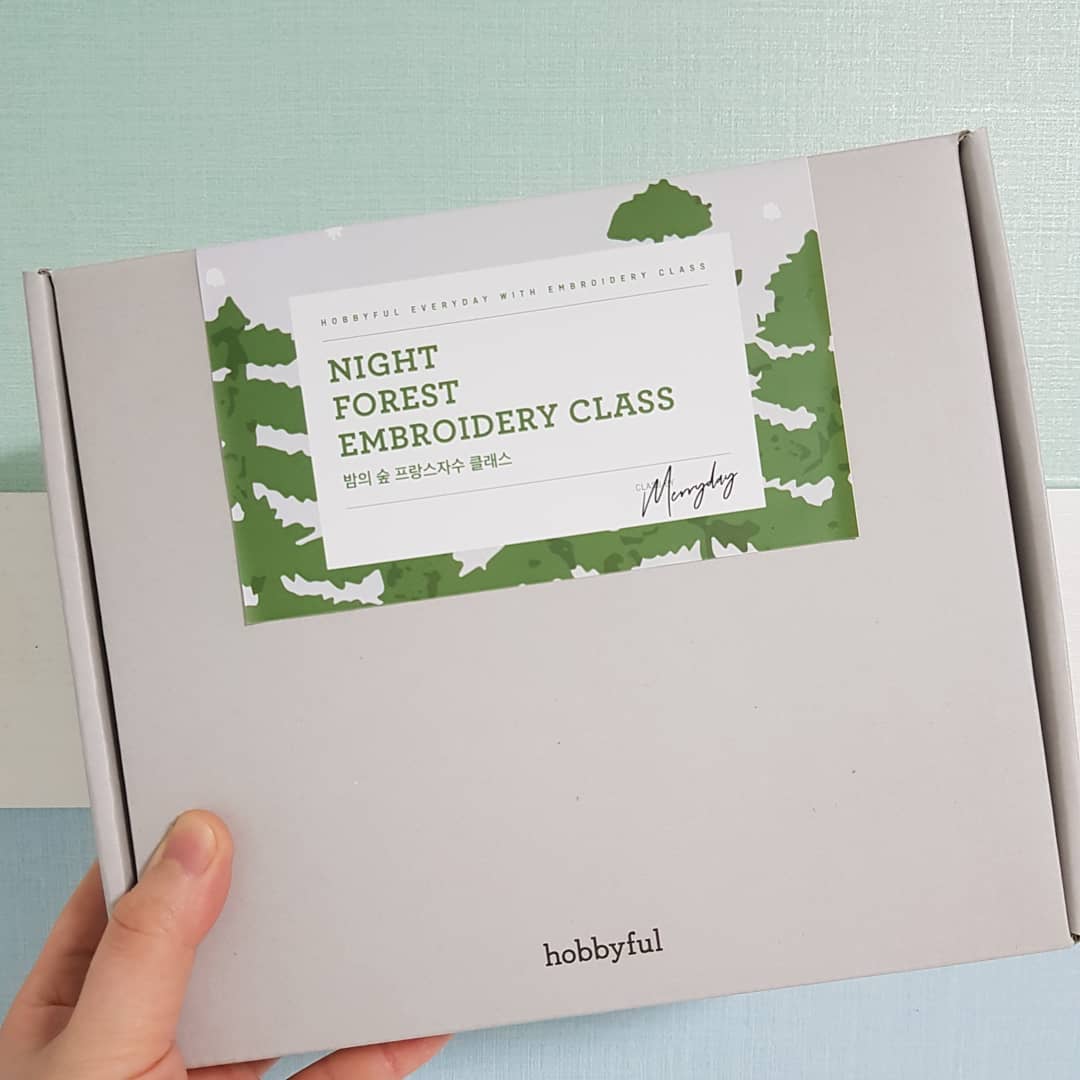 HOBBYFUL EVERYDAY WITH EMBROIDERY CLASS
NIGHT
FOREST
EMBROIDERY CLASS
밤의 숲 프랑스자수 클래스
Merryday
hobbyful